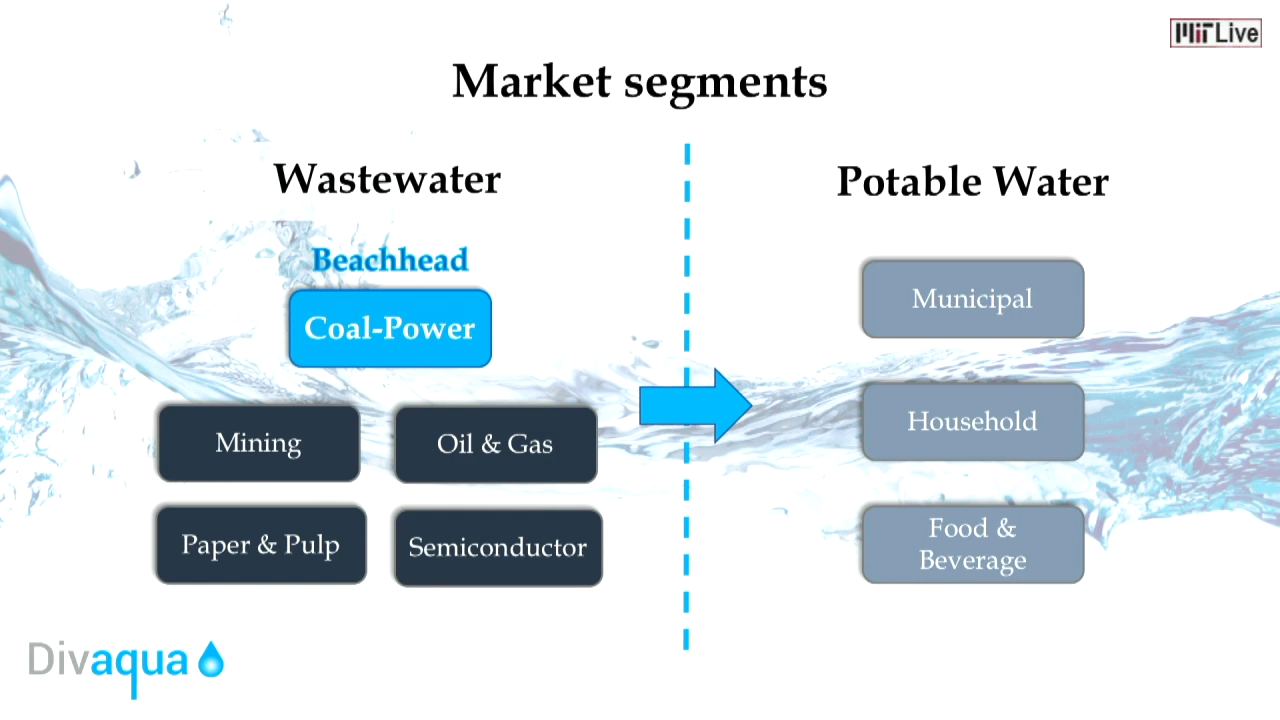 MIT Live
Market segments
Wastewater
Potable Water
Beachhead
Coal-Power
Mining
Oil & Gas
Paper & Pulp
Semiconductor
Municipal
Household
Food &
Beverage
Divaqua